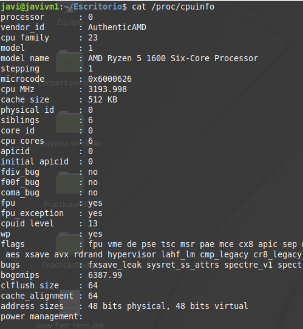 javi@javivm1:~/Escritorio$ cat /proc/cpuinfo
processor : 0
vendor_id : AuthenticAMD
cpu family : 23
model : 1
model name : AMD Ryzen 5 1600 Six-Core Processor
stepping : 1
microcode : 0x6000626
cpu MHz : 3193.998
cache size : 512 KB
physical id : 0
siblings : 6
core id : 0
cpu cores : 6
apicid : 0
initial apicid : 0
fdiv_bug : no
f00f_bug : no
coma_bug : no
fpu : yes
fpu_exception : yes
cpuid level : 13
wp : yes
flags : fpu vme de pse tsc msr pae mce cx8 apic sep
aes xsave avx rdrand hypervisor lahf_lm cmp_legacy cr8_legacy
bugs : fxsave_leak sysret_ss_attrs spectre_v1 spect
bogomips : 6387.99
clflush size : 64
cache_alignment : 64
address sizes : 48 bits physical, 48 bits virtual
power management: